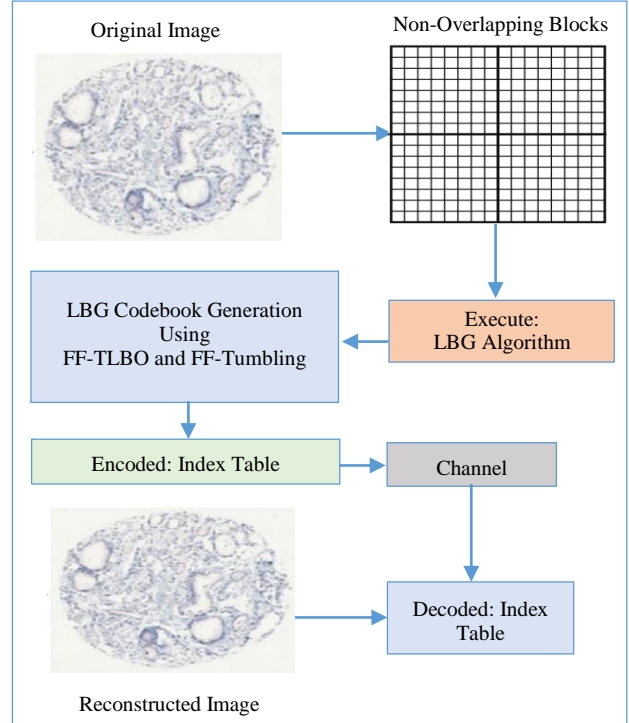 Original Image
Non-Overlapping Blocks
LBG Codebook Generation
Using
FF-TLBO and FF-Tumbling
Execute:
LBG Algorithm
Encoded: Index Table
Channel
Decoded: Index
Table
Reconstructed Image